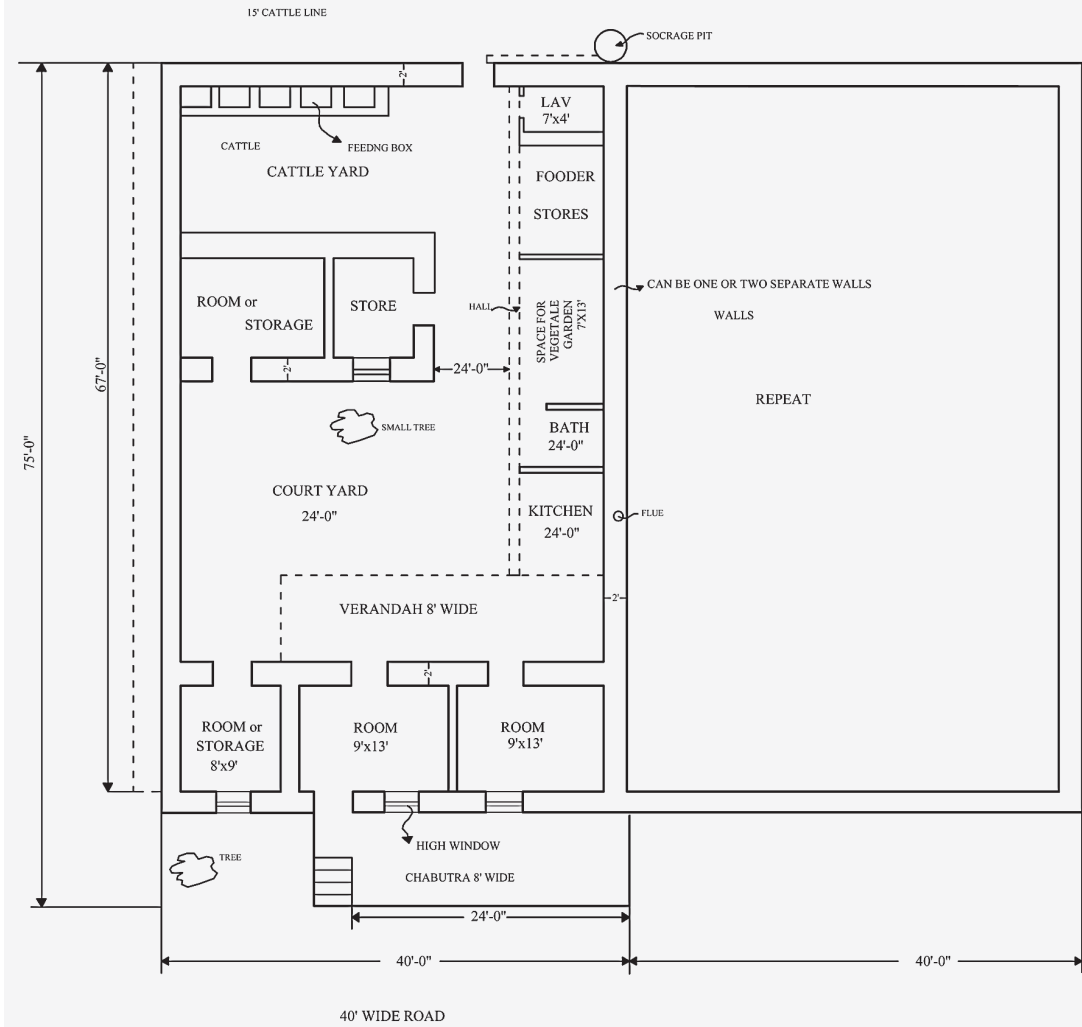 15' CATTLE LINE
SOCRAGE PIT
2'
LAV
7'x4'
CATTLE
FEEDNG BOX
CATTLE YARD
FOODER
STORES
CAN BE ONE OR TWO SEPARATE WALLS
WALLS
ROOM or
STORAGE
STORE
HALL
SPACE FOR
VEGETALE
GARDEN
7'X13'
67'-0"
2'
24'-0"
REPEAT
SMALL TREE
BATH
24'-0"
75'-0"
COURT YARD
24'-0"
KITCHEN
24'-0"
FLUE
VERANDAH 8' WIDE
2'
2'
ROOM or
STORAGE
8'x9'
ROOM
9'x13'
ROOM
9'x13'
HIGH WINDOW
TREE
CHABUTRA 8' WIDE
24'-0"
40'-0"
40'-0"
40' WIDE ROAD